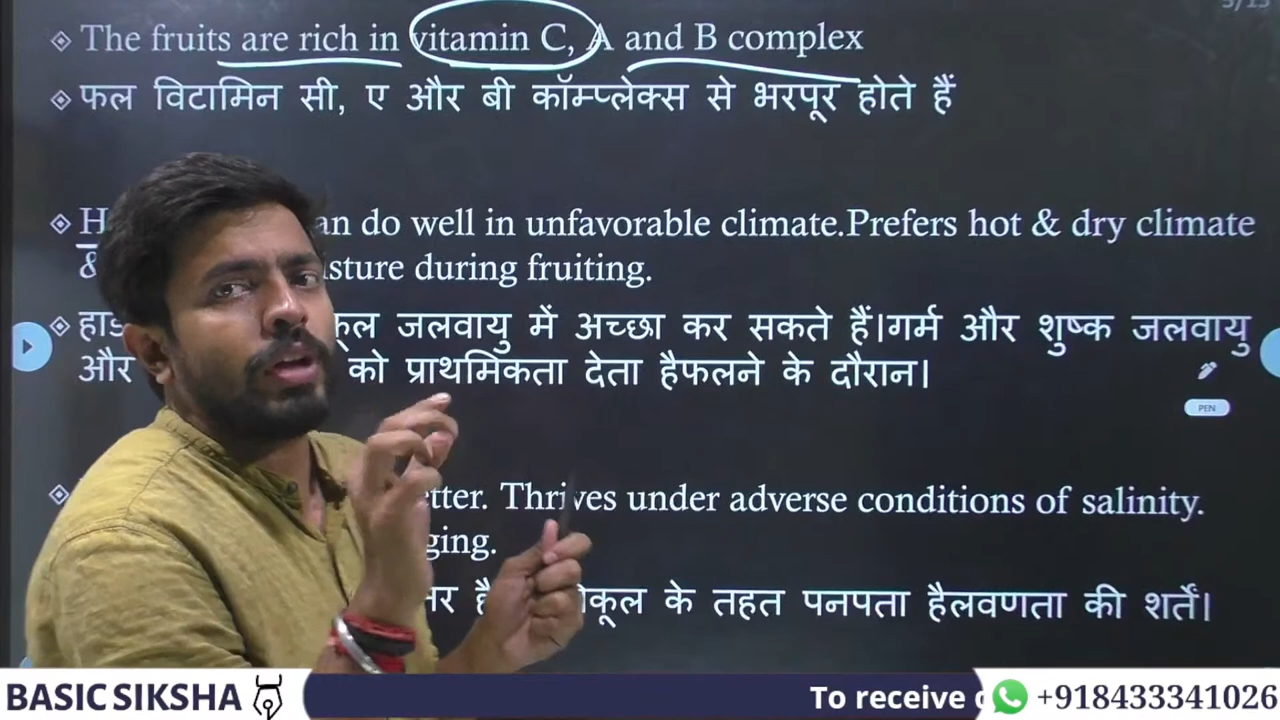 5/15
The fruits are rich in vitamin C, A and B complex
फल विटामिन सी, ए और बी कॉम्प्लेक्स से भरपूर होते हैं
an do well in unfavorable climate.Prefers hot & dry climate
& sture during fruiting.
जलवायु में अच्छा कर सकते हैं।गर्म और शुष्क जलवायु
और को प्राथमिकता देता हैफलने के दौरान।
PEN
etter. Thrives under adverse conditions of salinity.
ging.
के तहत पनपता हैलवणता की शर्तें।
BASIC SIKSHA To receive +918433341026